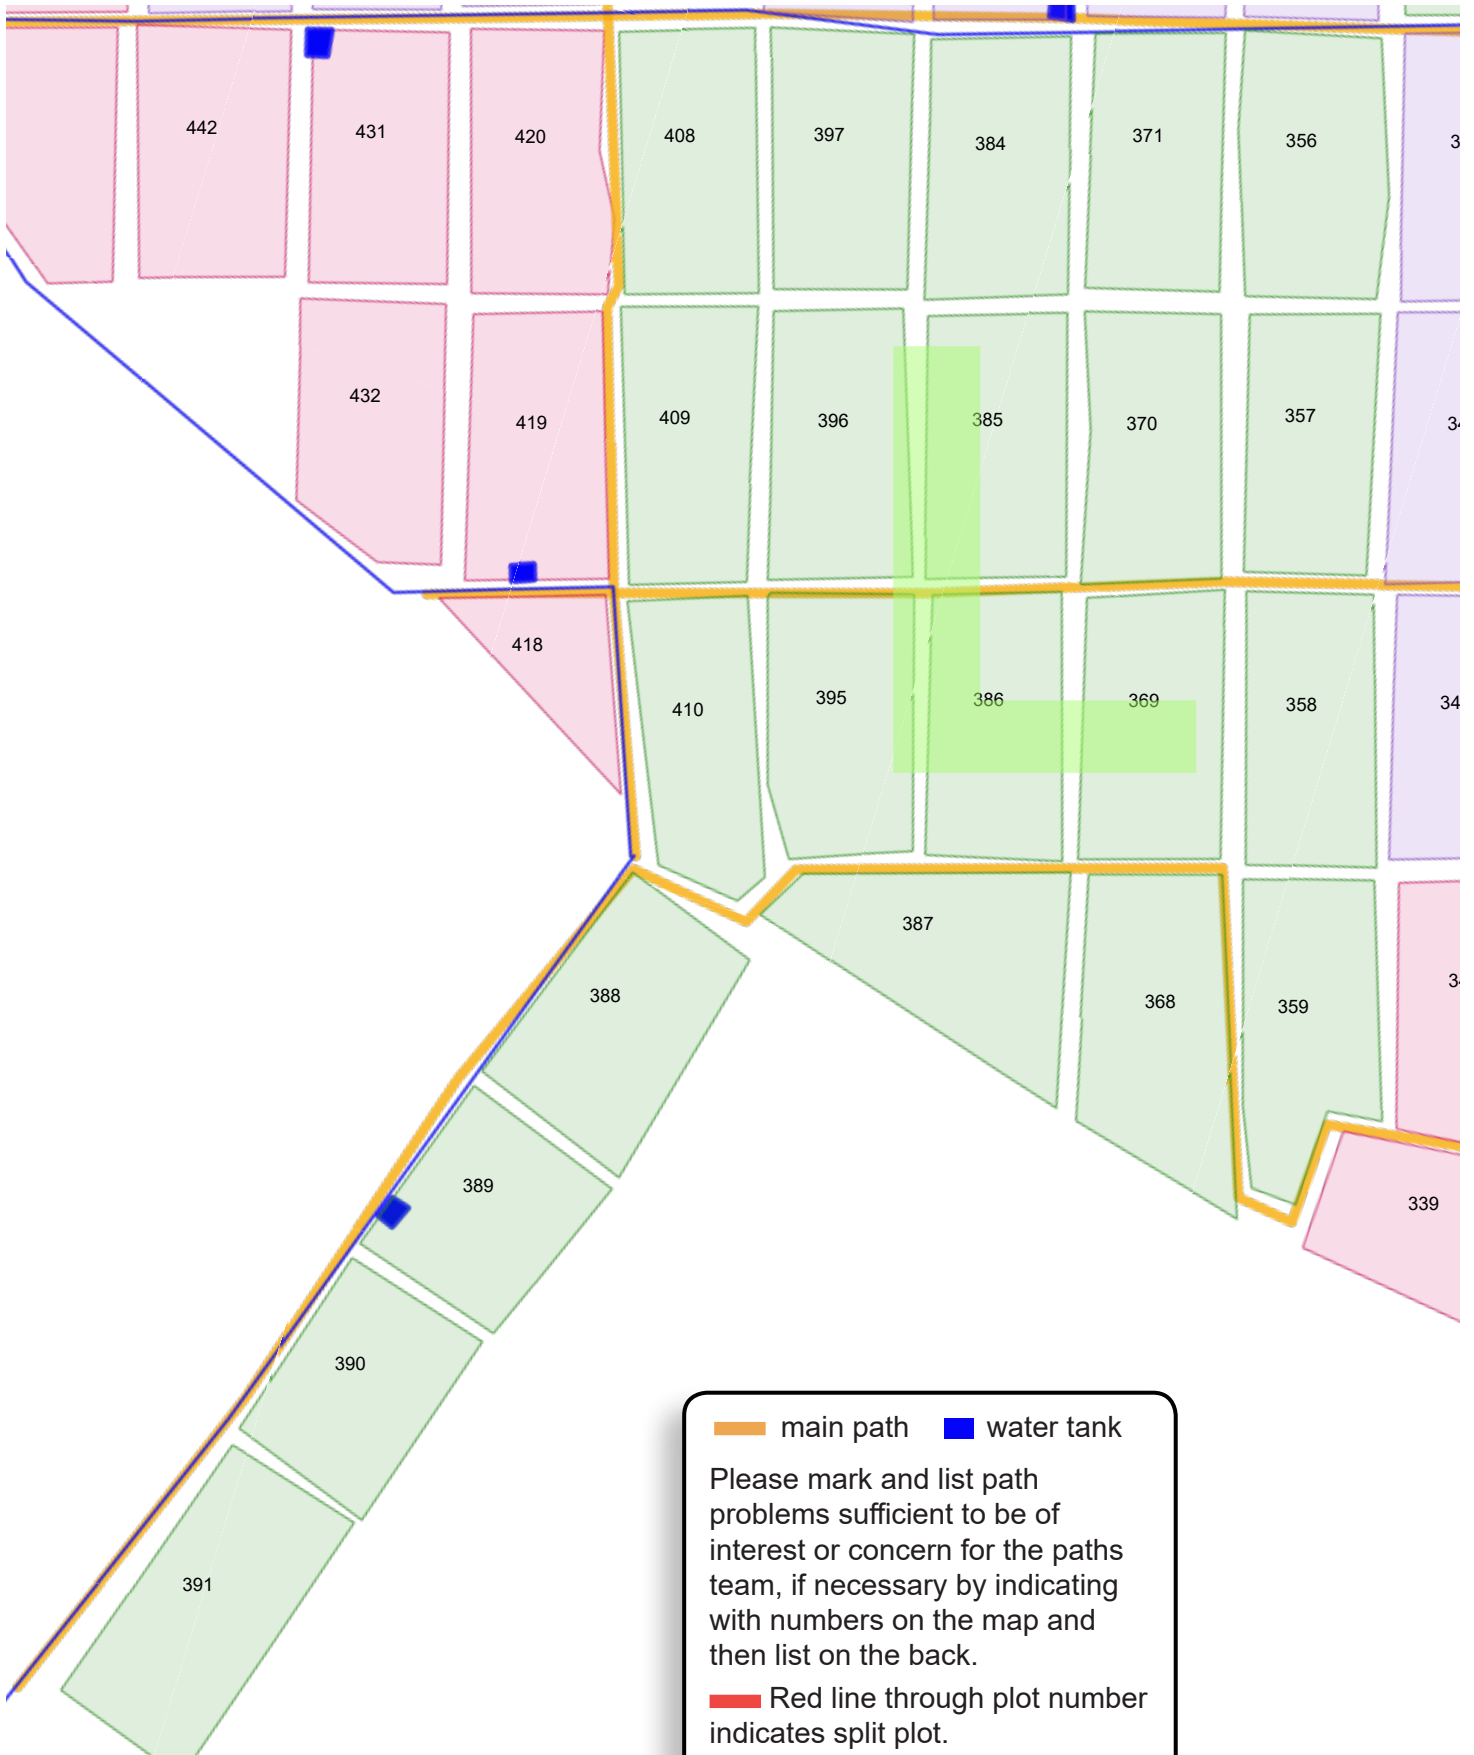 442
431
420
408
397
384
371
356
432
419
409
396
385
370
357
418
410
395
386
369
358
387
388
368
359
389
339
390
391
main path
water tank
Please mark and list path
problems sufficient to be of
interest or concern for the paths
team, if necessary by indicating
with numbers on the map and
then list on the back.
Red line through plot number
indicates split plot.
L